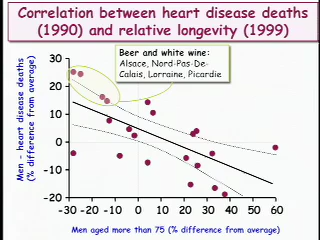 Correlation between heart disease deaths
(1990) and relative longevity (1999)
Beer and white wine:
Alsace, Nord-Pas-De-
Calais, Lorraine, Picardie
Men - heart disease deaths
(% difference from average)
30
20
10
0
-10
-20
-30 -20 -10 0 10 20 30 40 50 60
Men aged more than 75 (% difference from average)